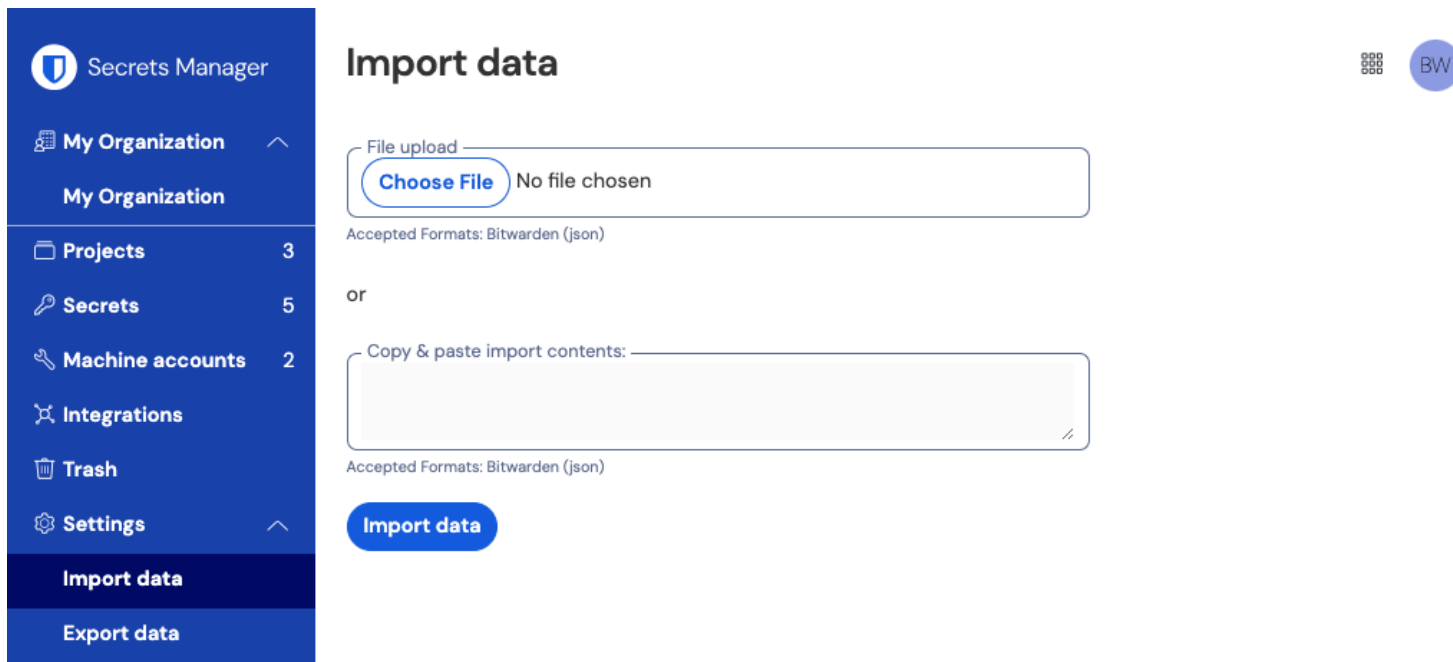 Secrets Manager
My Organization
My Organization
Projects 3
Secrets 5
Machine accounts 2
Integrations
Trash
Settings
Import data
Export data
Import data
BW
File upload
Choose File No file chosen
Accepted Formats: Bitwarden (json)
or
Copy & paste import contents:
Accepted Formats: Bitwarden (json)
Import data